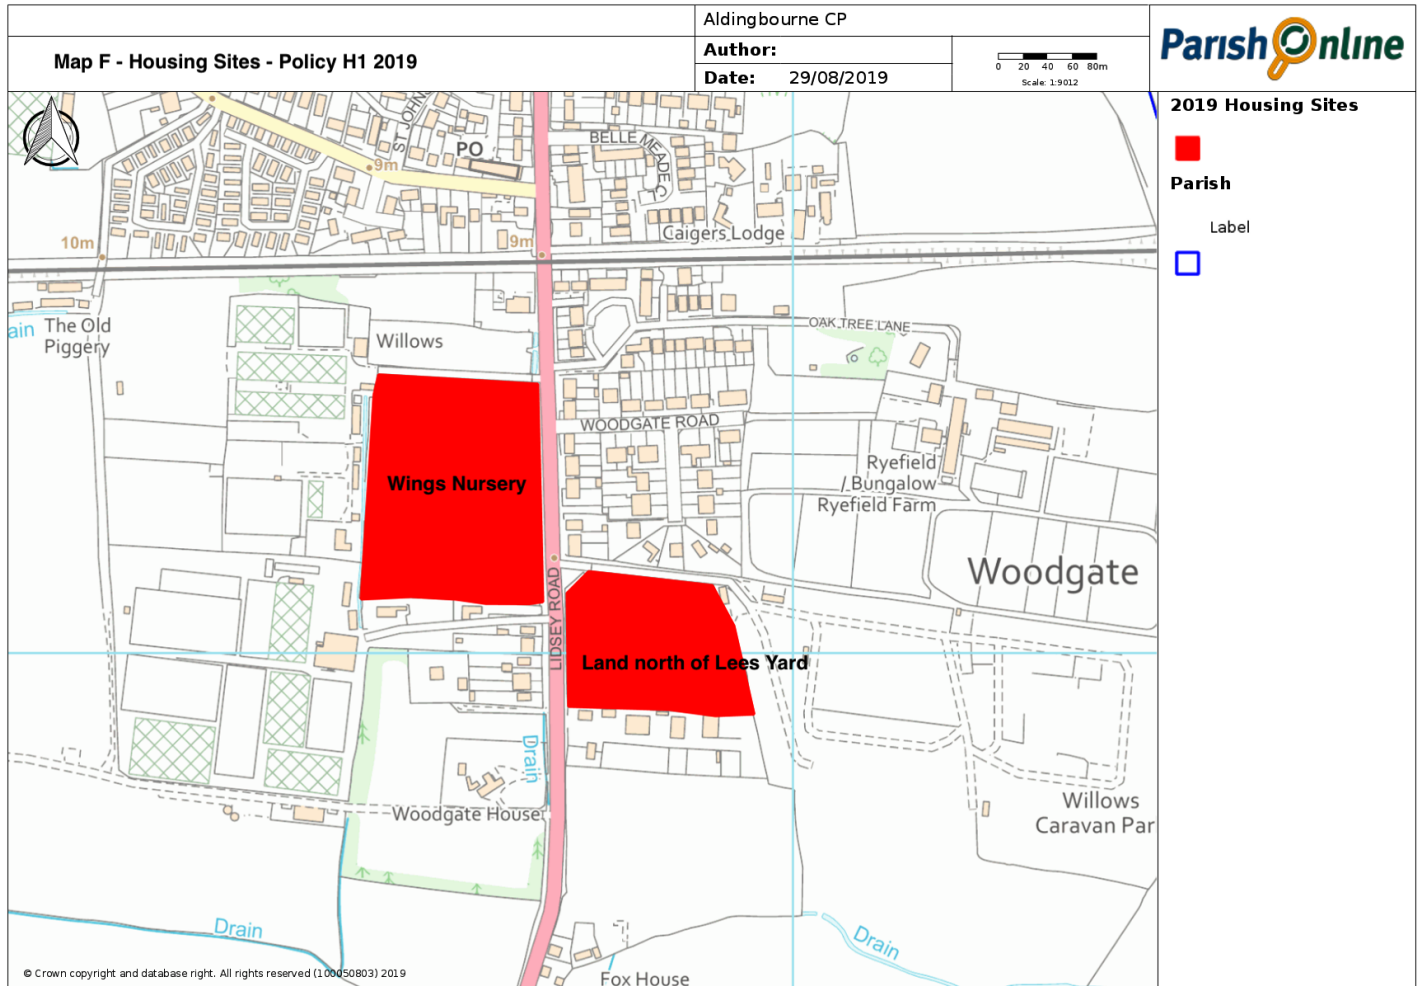 Aldingbourne CP
Map F - Housing Sites - Policy H1 2019
Author:
Date: 29/08/2019
0 20 40 60 80m
Scale: 1:9012
Parish Online
2019 Housing Sites
Parish
Label
ST JOHN
PO
BELLE MEADE CL
9m
Caigers Lodge
10m
9m
ain
The Old
Piggery
Willows
OAK TREE LANE
WOODGATE ROAD
Wings Nursery
Ryefield
Bungalow
Ryefield Farm
Woodgate
LIDSEY ROAD
Land north of Lees Yard
Drain
Woodgate House
Willows
Caravan Par
Drain
Drain
Fox House
© Crown copyright and database right. All rights reserved (100050803) 2019